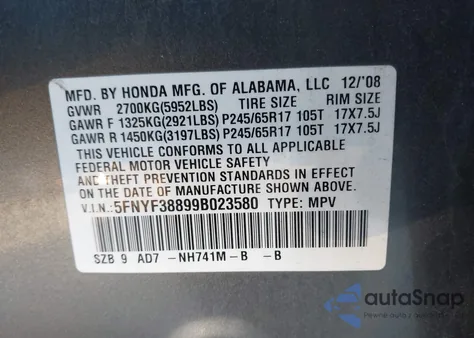 MFD. BY HONDA MFG. OF ALABAMA, LLC 12/'08
GVWR 2700KG(5952LBS) TIRE SIZE RIM SIZE
GAWR F 1325KG(2921LBS) P245/65R17 105T 17X7.5J
GAWR R 1450KG(3197LBS) P245/65R17 105T 17X7.5J
THIS VEHICLE CONFORMS TO ALL APPLICABLE
FEDERAL MOTOR VEHICLE SAFETY
AND THEFT PREVENTION STANDARDS IN EFFECT
ON THE DATE OF MANUFACTURE SHOWN ABOVE.
V.I.N.: 5FNYF38899B023580 TYPE: MPV
SZB 9 AD7 -NH741M-B -B
autoSnap